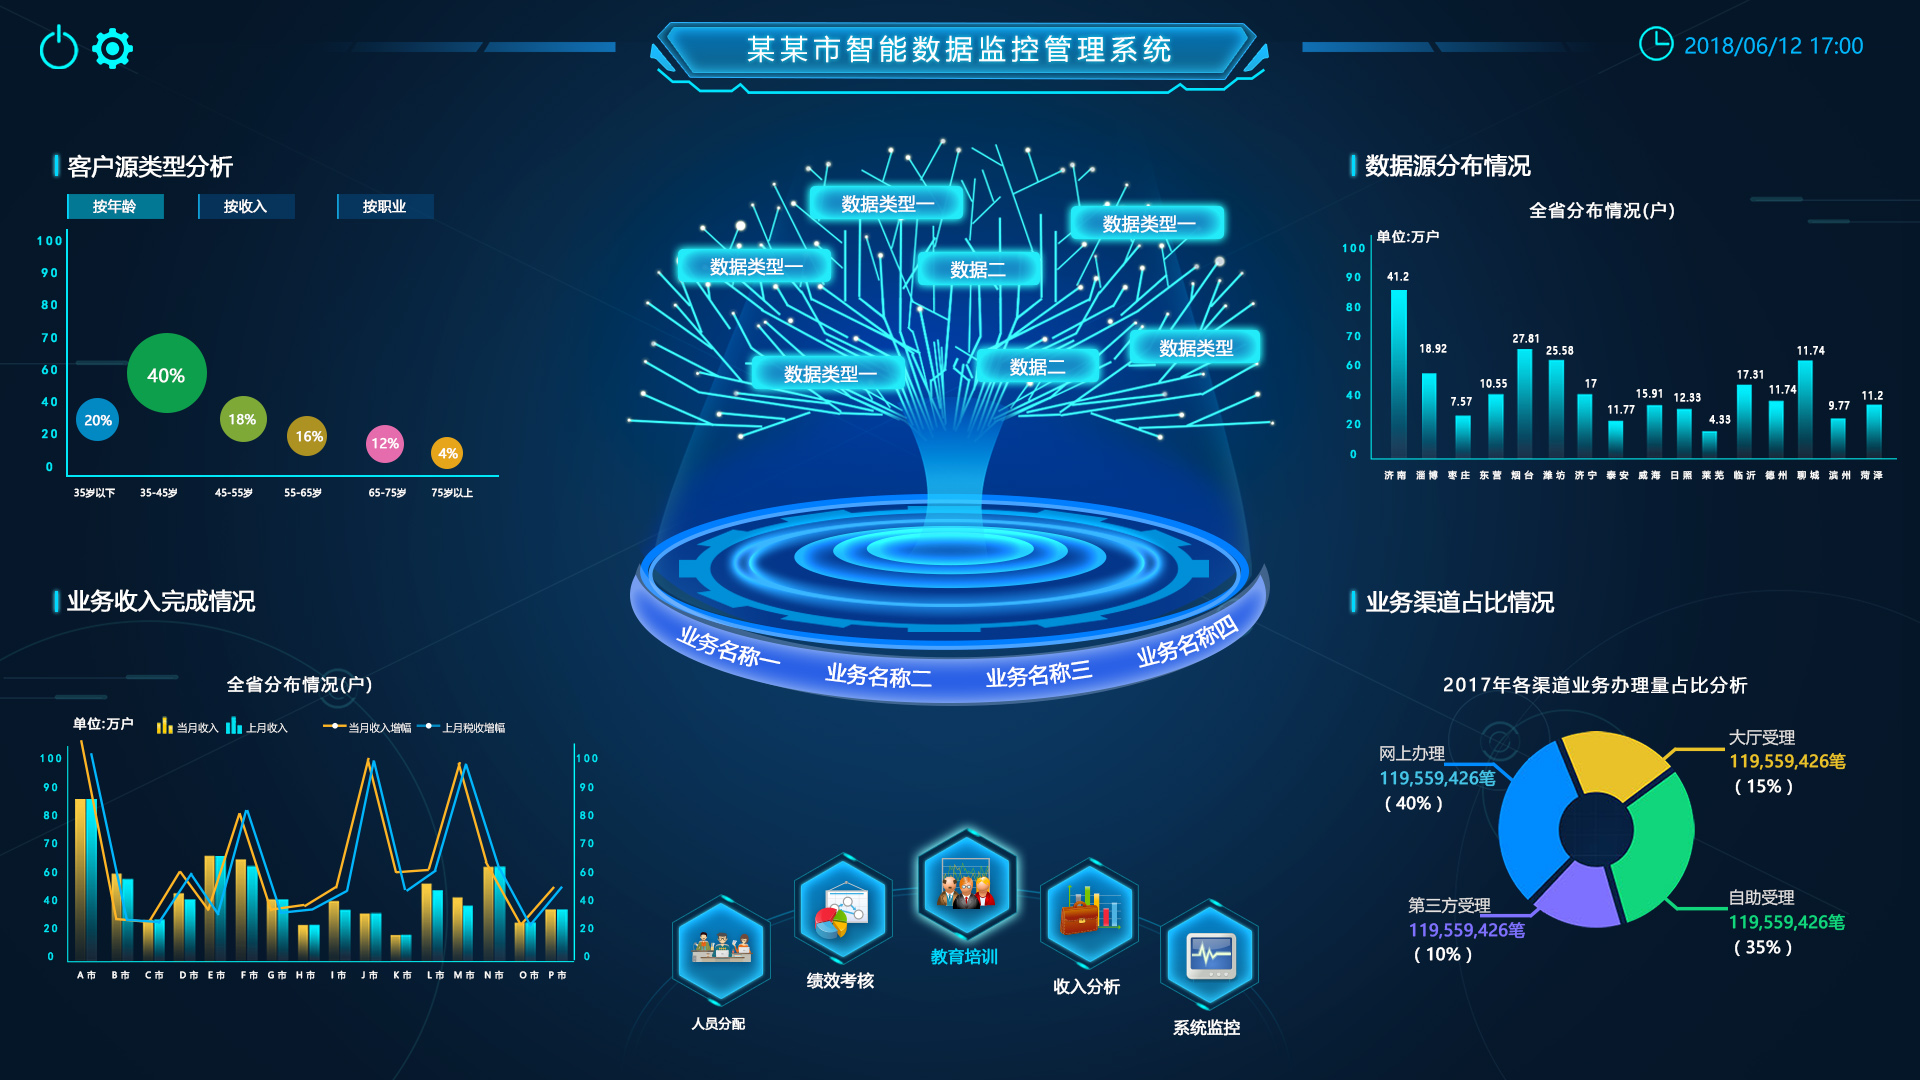 某某市智能数据监控管理系统
2018/06/12 17:00
客户源类型分析
按年龄 按收入 按职业
100
90
80
70
60
40
20
0
20%
40%
18%
16%
12%
4%
35岁以下 35-45岁 45-55岁 55-65岁 65-75岁 75岁以上
数据类型一
数据类型一
数据类型一
数据二
数据类型
数据二
数据类型一
业务名称一
业务名称二
业务名称三
业务名称四
数据源分布情况
全省分布情况(户)
单位:万户
100
90
80
70
60
40
20
0
41.2
18.92
7.57
10.55
27.81
25.58
17
11.77
15.91
12.33
4.33
17.31
11.74
11.74
9.77
11.2
济南 淄博 枣庄 东营 烟台 潍坊 济宁 泰安 威海 日照 莱芜 临沂 德州 聊城 滨州 菏泽
业务收入完成情况
全省分布情况(户)
单位:万户 当月收入 上月收入 当月收入增幅 上月税收增幅
100
90
80
70
60
40
20
0
100
90
80
70
60
40
20
0
A市 B市 C市 D市 E市 F市 G市 H市 I市 J市 K市 L市 M市 N市 O市 P市
人员分配
绩效考核
教育培训
收入分析
系统监控
业务渠道占比情况
2017年各渠道业务办理量占比分析
网上办理
119,559,426笔
(40%)
大厅受理
119,559,426笔
(15%)
第三方受理
119,559,426笔
(10%)
自助受理
119,559,426笔
(35%)